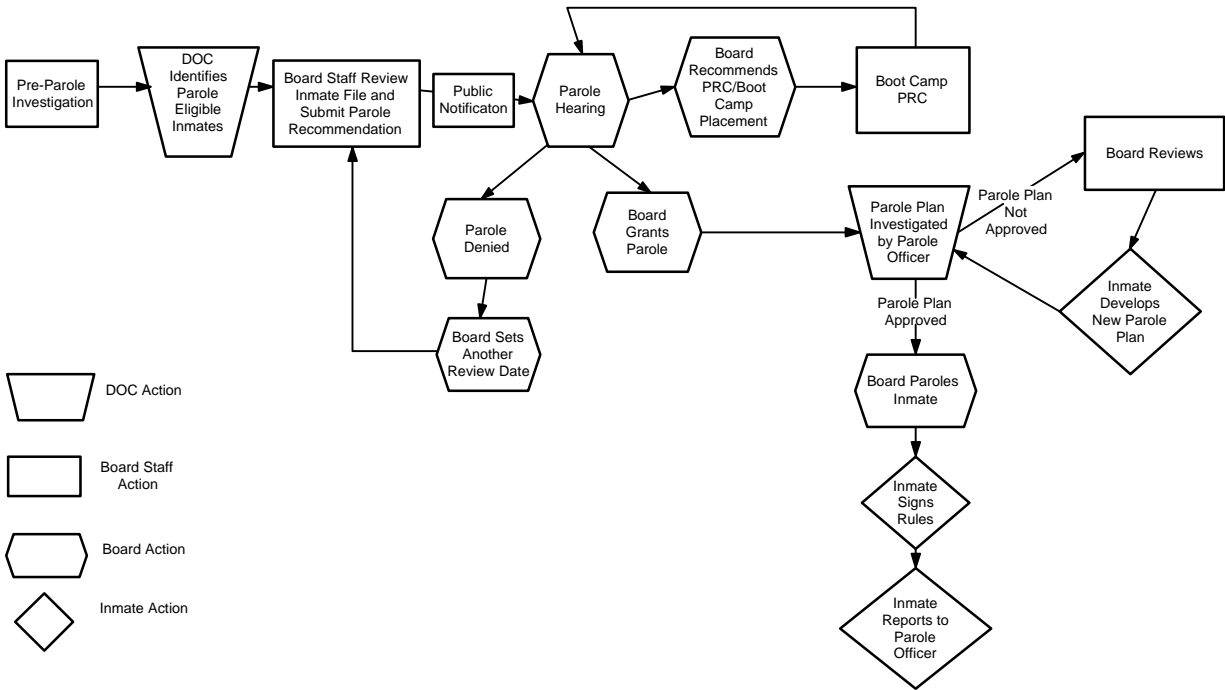 Pre-Parole
Investigation
DOC
Identifies
Parole
Eligible
Inmates
Board Staff Review
Inmate File and
Submit Parole
Recommendation
Public
Notificaton
Parole
Hearing
Board
Recommends
PRC/Boot
Camp
Placement
Boot Camp
PRC
Board Reviews
Parole Plan
Not
Approved
Parole Plan
Investigated
by Parole
Officer
Board
Grants
Parole
Parole
Denied
Inmate
Develops
New Parole
Plan
Parole Plan
Approved
Board Sets
Another
Review Date
Board Paroles
Inmate
Inmate
Signs
Rules
Inmate
Reports to
Parole
Officer
DOC Action
Board Staff
Action
Board Action
Inmate Action